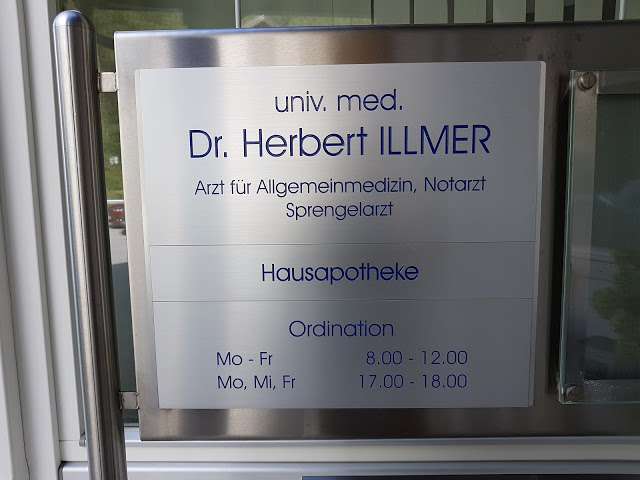 univ. med.
Dr. Herbert ILLMER
Arzt für Allgemeinmedizin, Notarzt
Sprengelarzt
Hausapotheke
Ordination
Mo - Fr 8.00 - 12.00
Mo, Mi, Fr 17.00 - 18.00